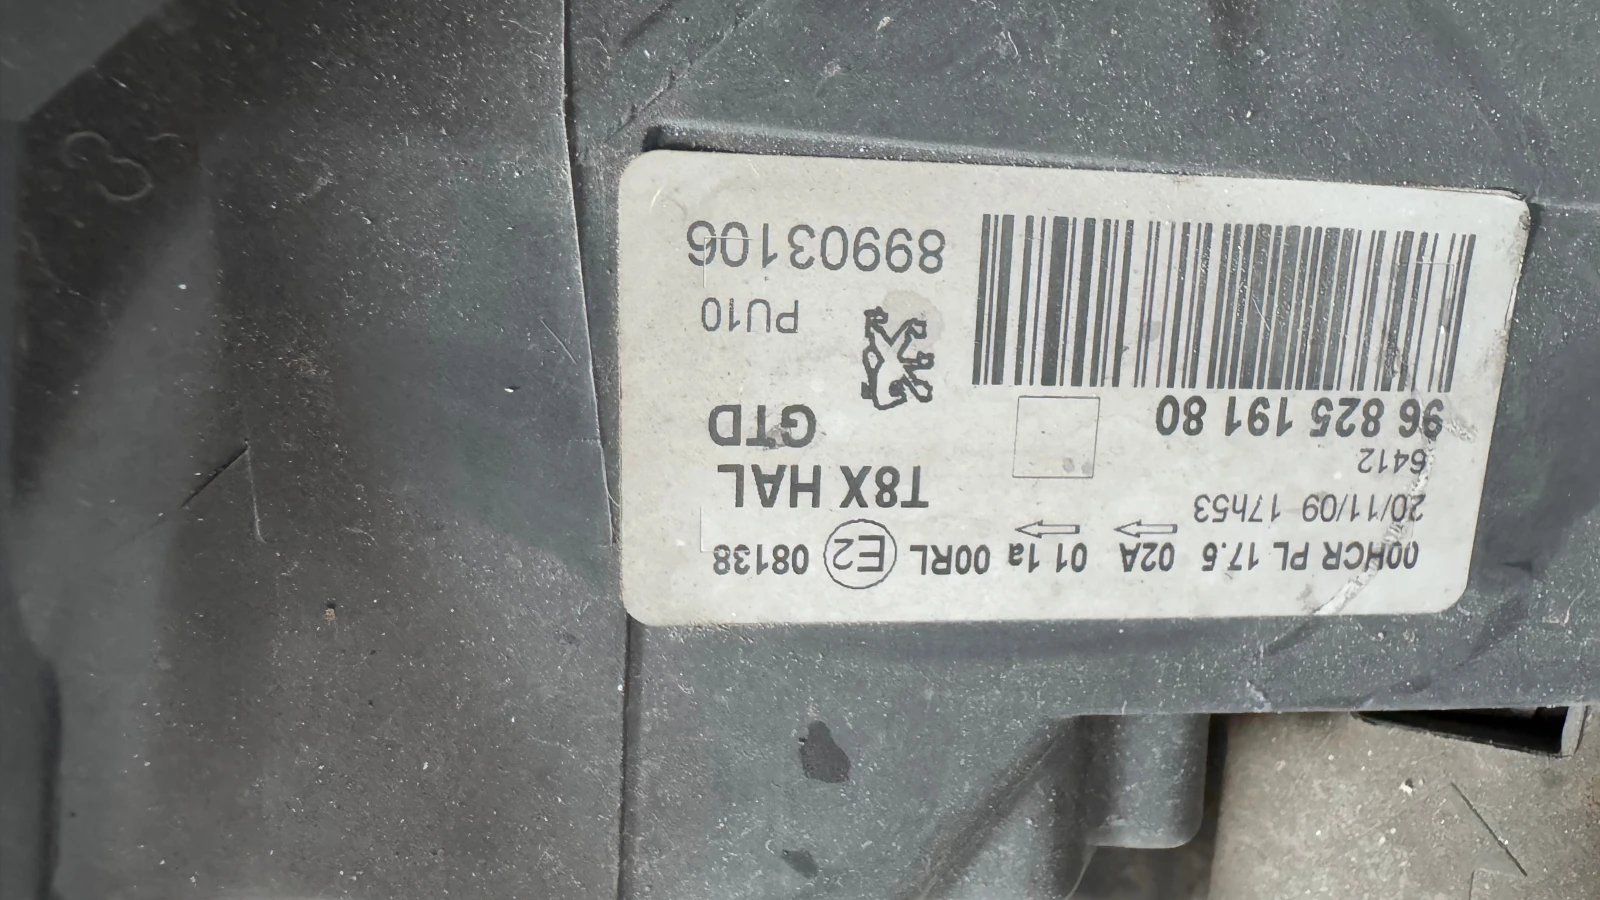 00HCR PL 17.5 02A 01 1a 00RL E2 08138
20/11/09 17h53
T8X HAL
6412
GTD
96 825 191 80
PU10
89903106
3